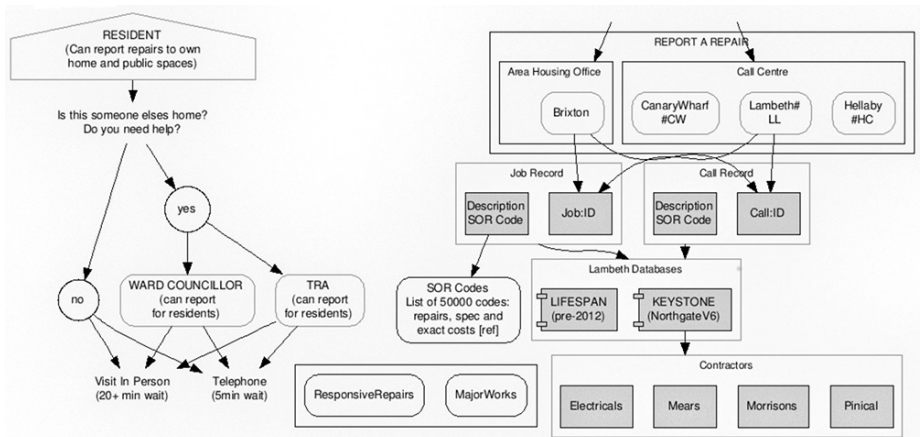 RESIDENT
(Can report repairs to own
home and public spaces)
Is this someone elses home?
Do you need help?
yes
no
WARD COUNCILLOR
(can report
for residents)
TRA
(can report
for residents)
Visit In Person
(20+ min wait)
Telephone
(5min wait)
REPORT A REPAIR
Area Housing Office
Brixton
Call Centre
CanaryWharf
#CW
Lambeth#
LL
Hellaby
#HC
Job Record
Description
SOR Code
Job:ID
Call Record
Description
SOR Code
Call:ID
SOR Codes
List of 50000 codes:
repairs, spec and
exact costs [ref]
Lambeth Databases
LIFESPAN
(pre-2012)
KEYSTONE
(NorthgateV6)
ResponsiveRepairs
MajorWorks
Contractors
Electricals
Mears
Morrisons
Pinical